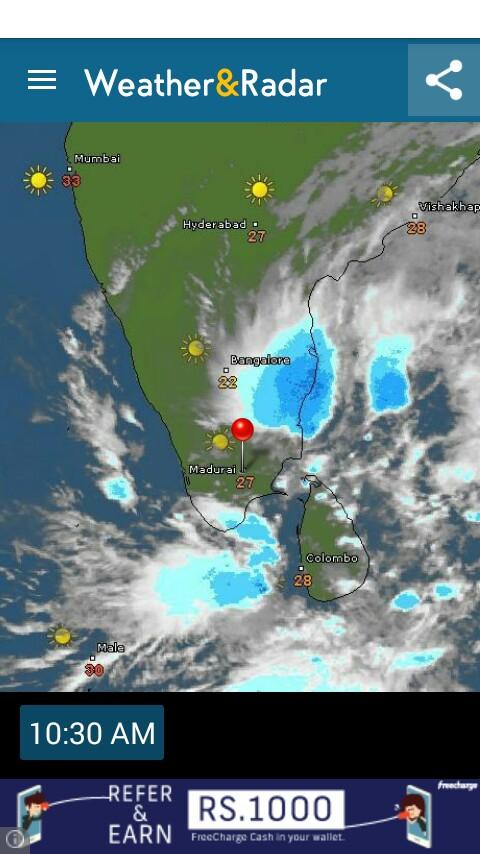 Weather&Radar
Mumbai
33
Hyderabad
27
Vishakhap
28
Bangalore
22
Madurai
27
Colombo
28
Male
30
10:30 AM
freecharge
REFER
&
EARN
RS.1000
FreeCharge Cash in your wallet.